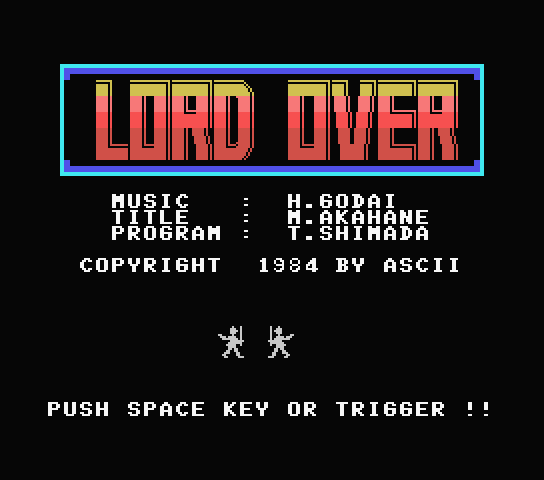 LORD OVER
MUSIC : H.GODAI
TITLE : M.AKAHANE
PROGRAM : T.SHIMADA
COPYRIGHT 1984 BY ASCII
PUSH SPACE KEY OR TRIGGER !!